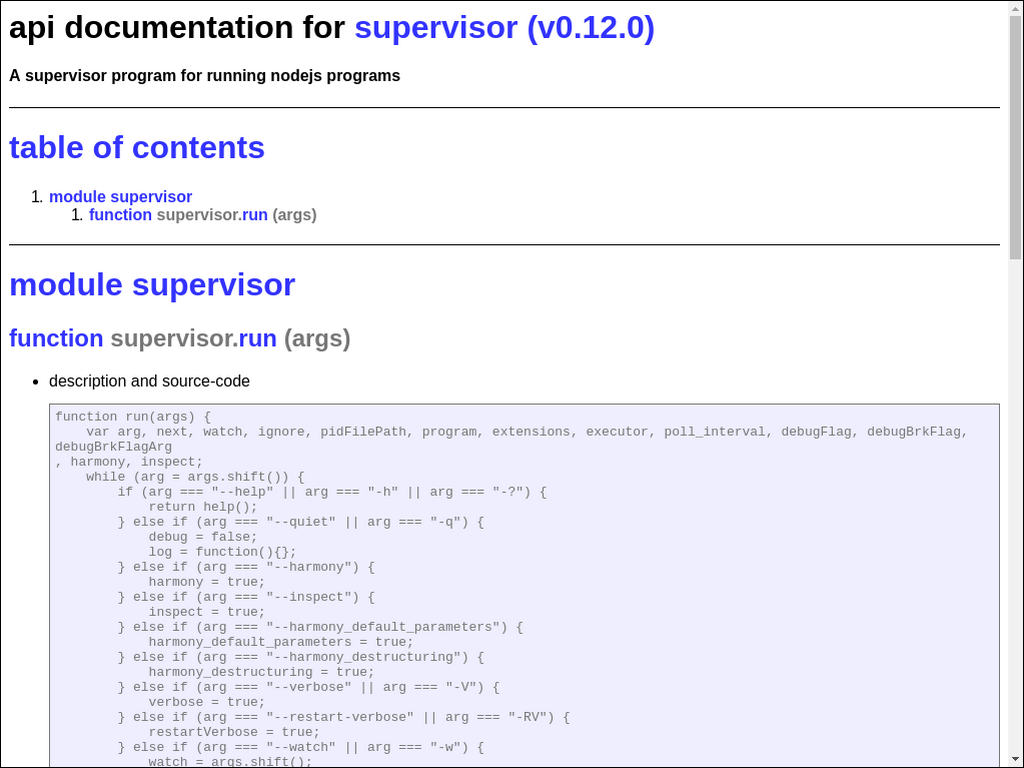 api documentation for supervisor (v0.12.0)
A supervisor program for running nodejs programs
table of contents
1. module supervisor
1. function supervisor.run (args)
module supervisor
function supervisor.run (args)
• description and source-code
function run(args) {
    var arg, next, watch, ignore, pidFilePath, program, extensions, executor, poll_interval, debugFlag, debugBrkFlag,
debugBrkFlagArg
, harmony, inspect;
    while (arg = args.shift()) {
        if (arg === "--help" || arg === "-h" || arg === "-?") {
            return help();
        } else if (arg === "--quiet" || arg === "-q") {
            debug = false;
            log = function(){};
        } else if (arg === "--harmony") {
            harmony = true;
        } else if (arg === "--inspect") {
            inspect = true;
        } else if (arg === "--harmony_default_parameters") {
            harmony_default_parameters = true;
        } else if (arg === "--harmony_destructuring") {
            harmony_destructuring = true;
        } else if (arg === "--verbose" || arg === "-V") {
            verbose = true;
        } else if (arg === "--restart-verbose" || arg === "-RV") {
            restartVerbose = true;
        } else if (arg === "--watch" || arg === "-w") {
            watch = args.shift();